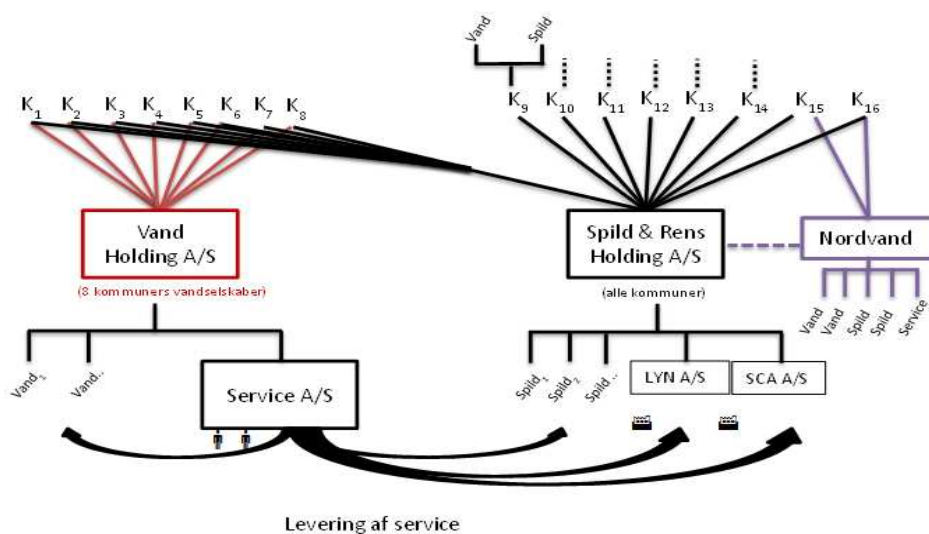 Vand
Spild
K1 K2 K3 K4 K5 K6 K7 K8
K9 K10 K11 K12 K13 K14 K15 K16
Vand
Holding A/S
(8 kommuners vandselskaber)
Spild & Rens
Holding A/S
(alle kommuner)
Nordvand
Vand
Vand
Spild
Spild
Service
Vand1
Vand..
Service A/S
Spild1
Spild2
Spild..
LYN A/S
SCA A/S
Levering af service